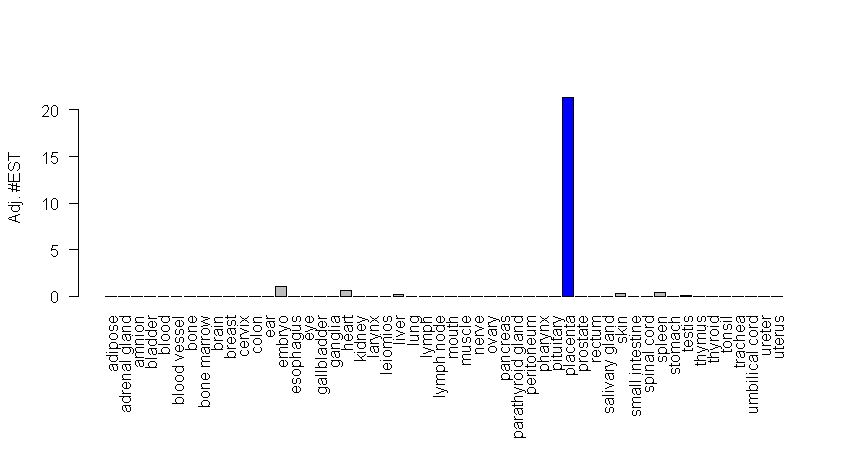 Adj. #EST
20
15
10
5
0
adipose
adrenal gland
amnion
bladder
blood
blood vessel
bone
bone marrow
brain
breast
cervix
colon
ear
embryo
esophagus
eye
gallbladder
ganglia
heart
kidney
larynx
leiomios
liver
lung
lymph
lymph node
mouth
muscle
nerve
ovary
pancreas
parathyroid gland
peritoneum
pharynx
pituitary
placenta
prostate
rectum
salivary gland
skin
small intestine
spinal cord
spleen
stomach
testis
thymus
thyroid
tonsil
trachea
umbilical cord
ureter
uterus